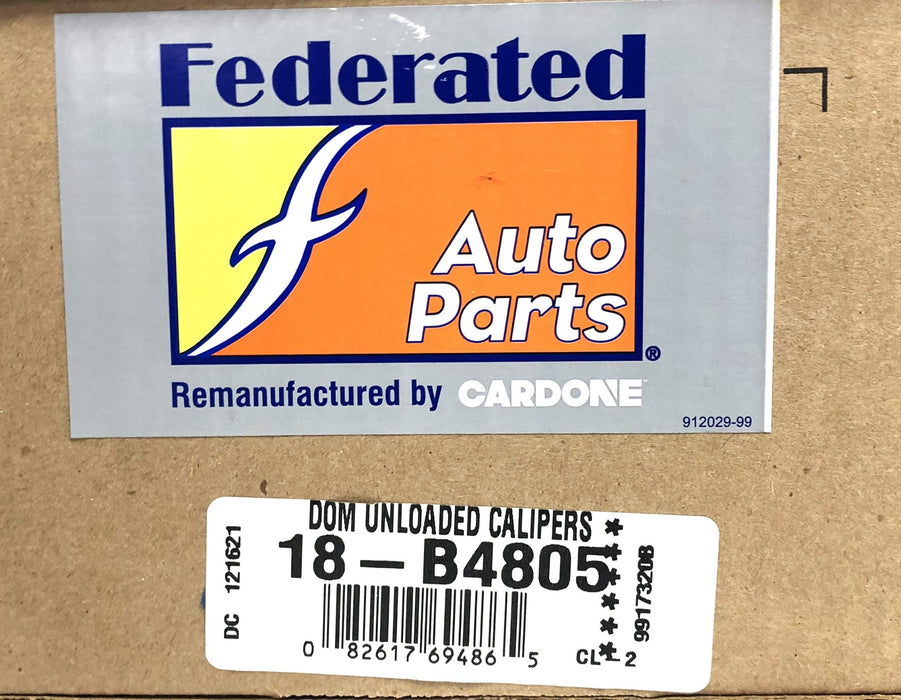 Federated
Auto
Parts
®
Remanufactured by CARDONE
912029-99
DOM UNLOADED CALIPERS
18-B4805
DC 121621
99173208
0 82617 69486 5
CL-2